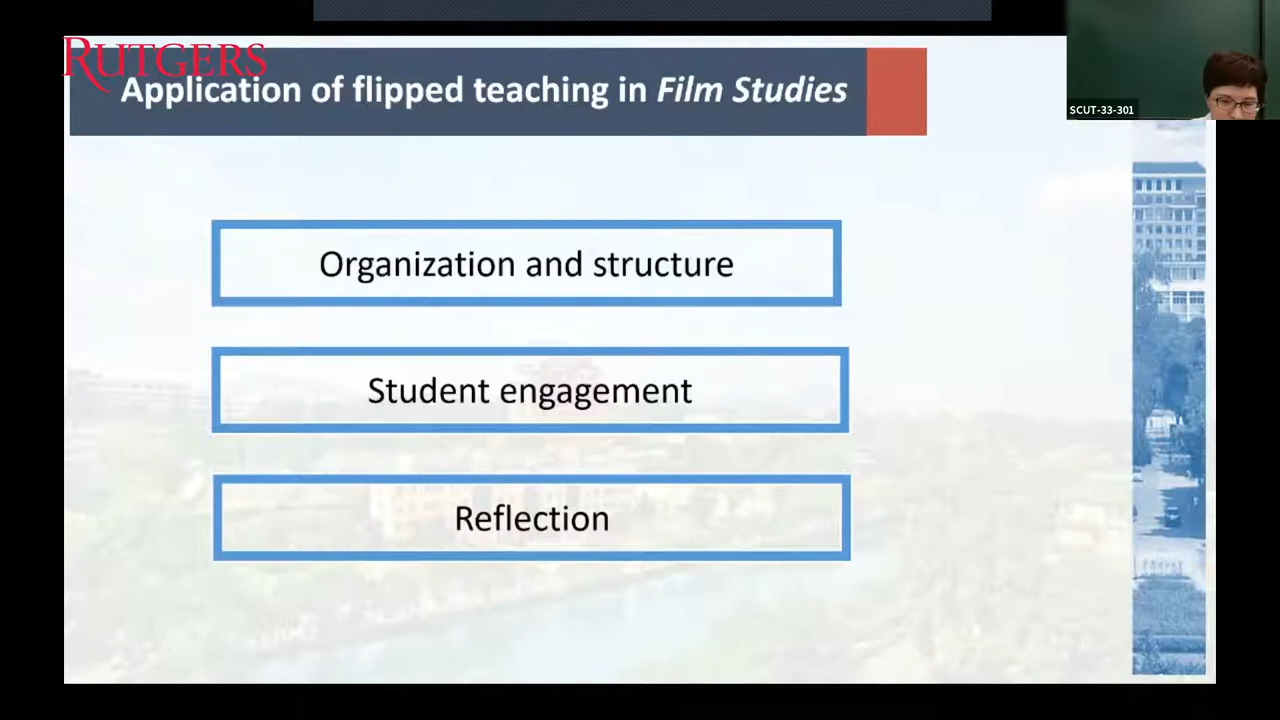 RUTGERS
Application of flipped teaching in Film Studies
SCUT-33-301
Organization and structure
Student engagement
Reflection